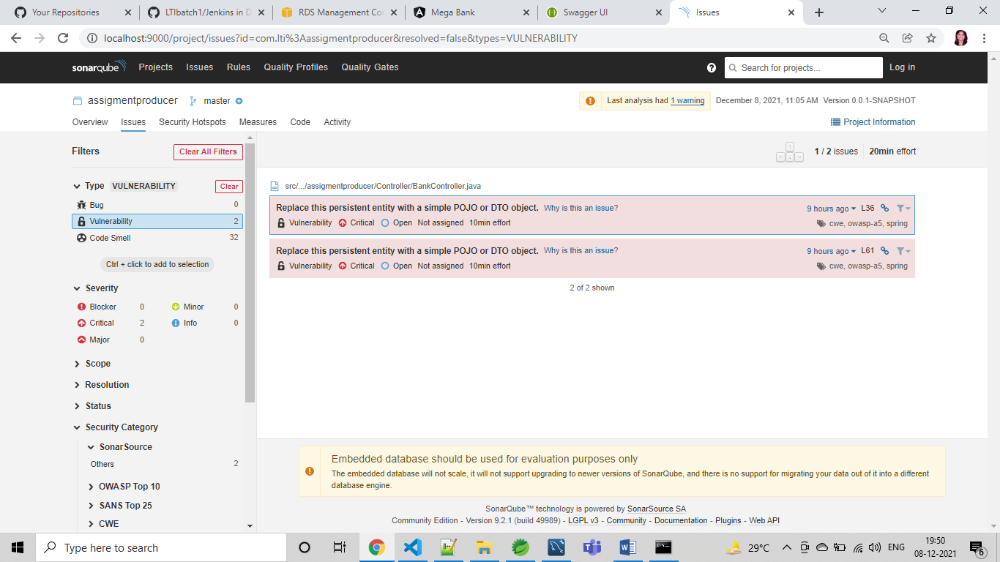 Your Repositories
LTIbatch1/Jenkins in D
RDS Management Con
Mega Bank
Swagger UI
Issues
localhost:9000/project/issues?id=com.lti%3Aassigmentproducer&resolved=false&types=VULNERABILITY
sonarqube Projects Issues Rules Quality Profiles Quality Gates ? Search for projects... Log in
assigmentproducer master Last analysis had 1 warning December 8, 2021, 11:05 AM Version 0.0.1-SNAPSHOT
Overview Issues Security Hotspots Measures Code Activity Project Information
Filters Clear All Filters
1 / 2 issues 20min effort
Type VULNERABILITY Clear
Bug 0
Vulnerability 2
Code Smell 32
Ctrl + click to add to selection
Severity
Blocker 0 Minor 0
Critical 2 Info 0
Major 0
Scope
Resolution
Status
Security Category
SonarSource
Others 2
OWASP Top 10
SANS Top 25
CWE
src/.../assigmentproducer/Controller/BankController.java
Replace this persistent entity with a simple POJO or DTO object. Why is this an issue? 9 hours ago L36
Vulnerability Critical Open Not assigned 10min effort cwe, owasp-a5, spring
Replace this persistent entity with a simple POJO or DTO object. Why is this an issue? 9 hours ago L61
Vulnerability Critical Open Not assigned 10min effort cwe, owasp-a5, spring
2 of 2 shown
Embedded database should be used for evaluation purposes only
The embedded database will not scale, it will not support upgrading to newer versions of SonarQube, and there is no support for migrating your data out of it into a different
database engine.
SonarQube™ technology is powered by SonarSource SA
Community Edition - Version 9.2.1 (build 49989) - LGPL v3 - Community - Documentation - Plugins - Web API
Type here to search
29°C
ENG
19:50
08-12-2021
6